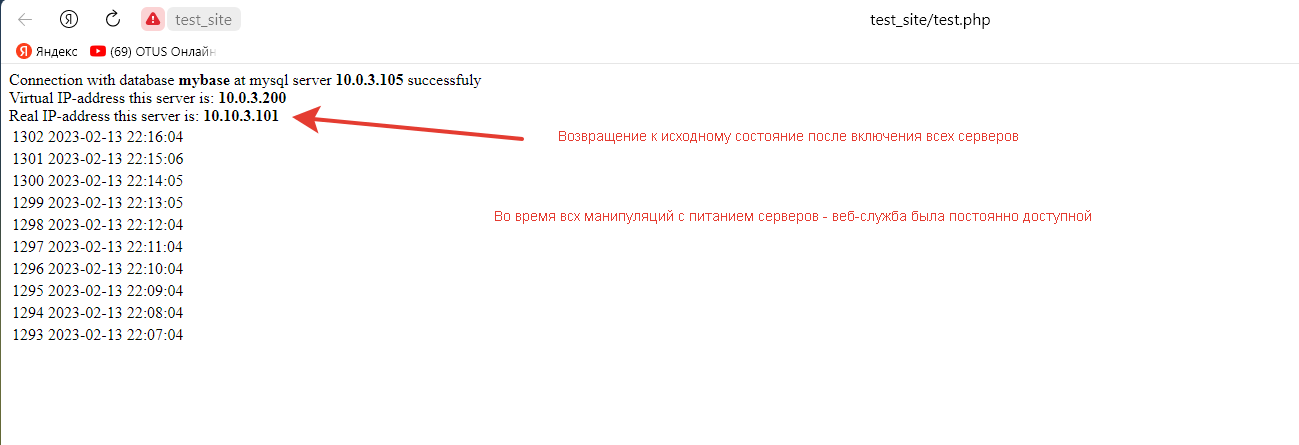 Я test_site test_site/test.php
Я Яндекс (69) OTUS Онлайн
Connection with database mybase at mysql server 10.0.3.105 successfuly
Virtual IP-address this server is: 10.0.3.200
Real IP-address this server is: 10.10.3.101
1302 2023-02-13 22:16:04
Возвращение к исходному состояние после включения всех серверов
1301 2023-02-13 22:15:06
1300 2023-02-13 22:14:05
1299 2023-02-13 22:13:05
Во время всх манипуляций с питанием серверов - веб-служба была постоянно доступной
1298 2023-02-13 22:12:04
1297 2023-02-13 22:11:04
1296 2023-02-13 22:10:04
1295 2023-02-13 22:09:04
1294 2023-02-13 22:08:04
1293 2023-02-13 22:07:04